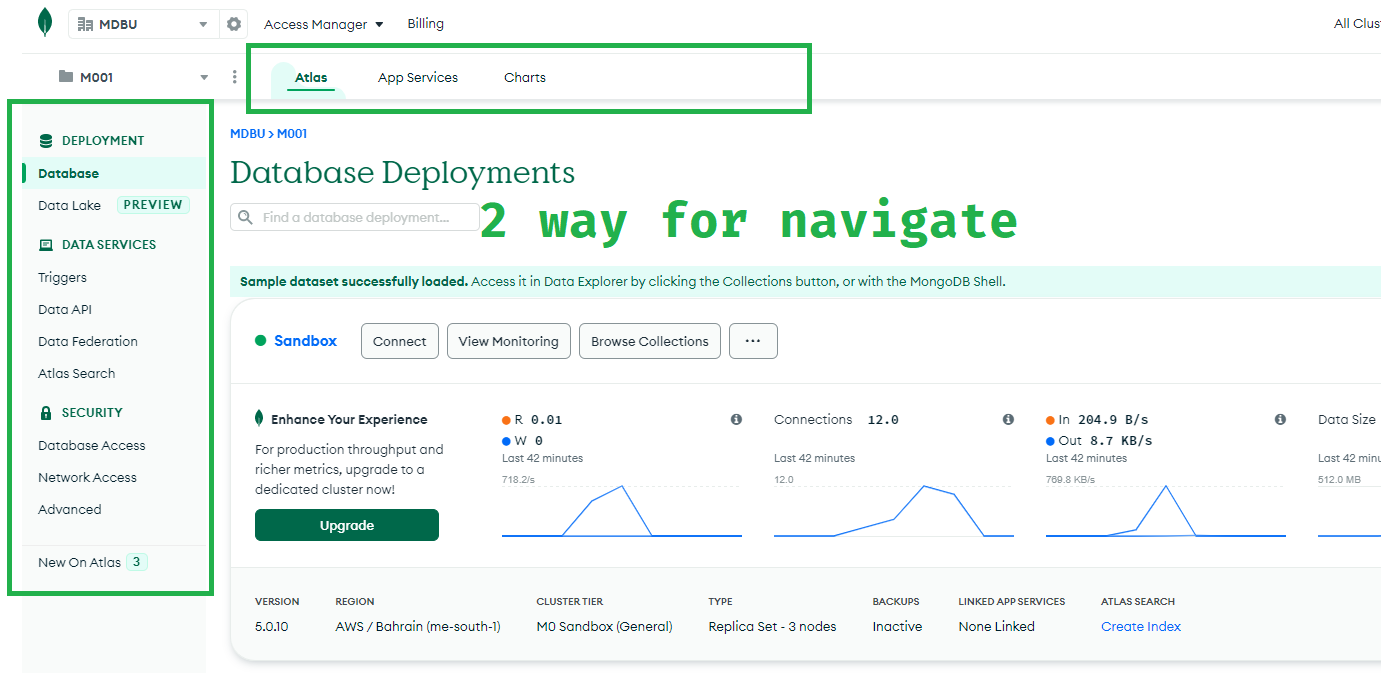 MDBU
Access Manager
Billing
All Clus
M001
Atlas
App Services
Charts
DEPLOYMENT
Database
Data Lake PREVIEW
DATA SERVICES
Triggers
Data API
Data Federation
Atlas Search
SECURITY
Database Access
Network Access
Advanced
New On Atlas 3
MDBU > M001
Database Deployments
Find a database deployment...
2 way for navigate
Sample dataset successfully loaded. Access it in Data Explorer by clicking the Collections button, or with the MongoDB Shell.
Sandbox
Connect
View Monitoring
Browse Collections
...
Enhance Your Experience
For production throughput and
richer metrics, upgrade to a
dedicated cluster now!
Upgrade
R 0.01
W 0
Last 42 minutes
718.2/s
Connections 12.0
Last 42 minutes
12.0
In 204.9 B/s
Out 8.7 KB/s
Last 42 minutes
769.8 KB/s
Data Size
Last 42 minu
512.0 MB
VERSION
5.0.10
REGION
AWS / Bahrain (me-south-1)
CLUSTER TIER
M0 Sandbox (General)
TYPE
Replica Set - 3 nodes
BACKUPS
Inactive
LINKED APP SERVICES
None Linked
ATLAS SEARCH
Create Index